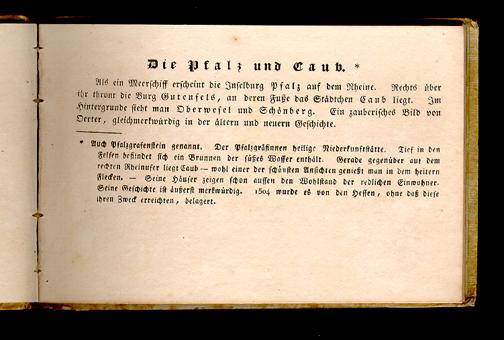 Die Pfalz und Caub. *
Als ein Meerschiff erscheint die Inselburg Pfalz auf dem Rheine. Rechts über
ihr thront die Burg Gutenfels, an deren Fuße das Städtchen Caub liegt. Im
Hintergrunde sieht man Oberwesel und Schönberg. Ein zauberisches Bild von
Oerter, gleichmerkwürdig in der ältern und neuern Geschichte.
* Auch Pfalzgrafenstein genannt. Der Pfalzgräfinnen heilige Niederkunftstätte. Tief in den
Felsen befindet sich ein Brunnen der süßes Wasser enthält. Gerade gegenüber auf dem
rechten Rheinufer liegt Caub — wohl einer der schönsten Ansichten genießt man in dem heitern
Flecken. — Seine Häuser zeigen schon aussen den Wohlstand der redlichen Einwohner.
Seine Geschichte ist äusserst merkwürdig. 1504 wurde es von den Hessen, ohne daß diese
ihren Zweck erreichten, belagert.